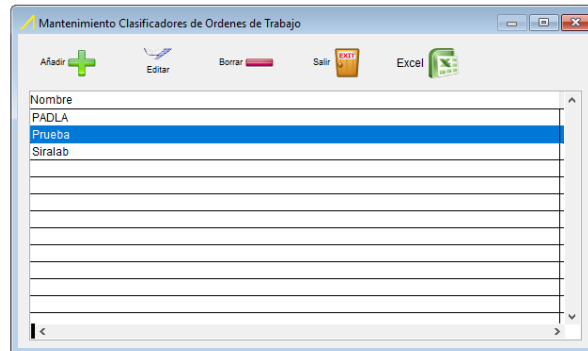 Mantenimiento Clasificadores de Ordenes de Trabajo
Añadir Editar Borrar Salir EXIT Excel
Nombre
PADLA
Prueba
Siralab